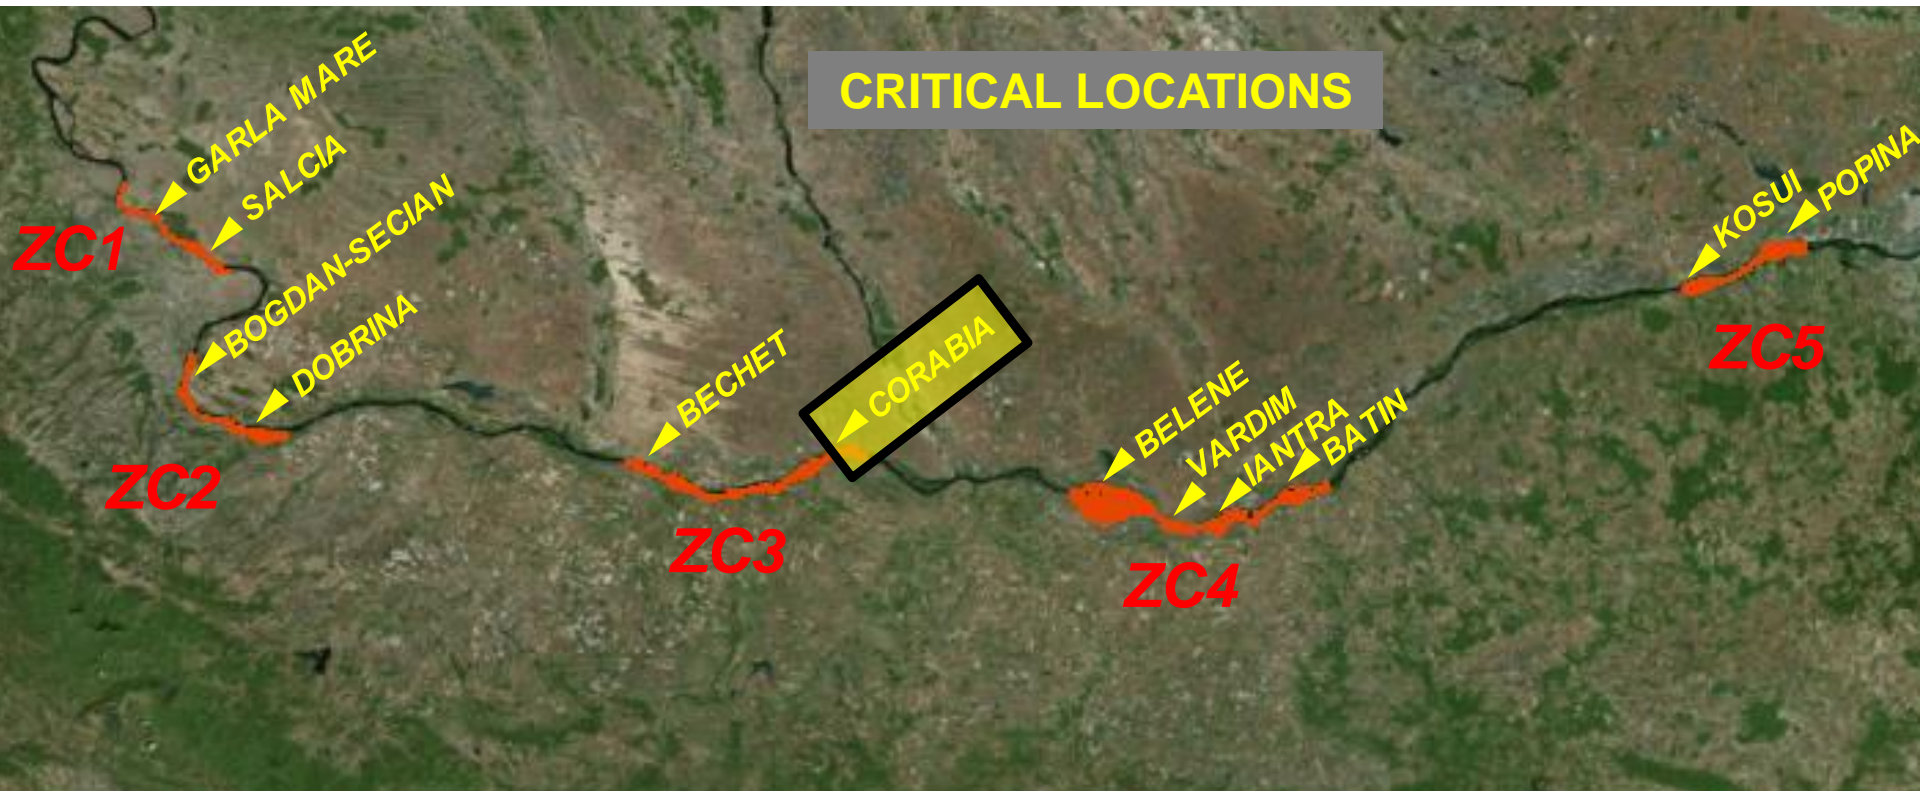 CRITICAL LOCATIONS
GARLA MARE
SALCIA
ZC1
BOGDAN-SECIAN
DOBRINA
ZC2
BECHET
CORABIA
ZC3
BELENE
VARDIM
IANTRA
BATIN
ZC4
KOSUI
POPINA
ZC5